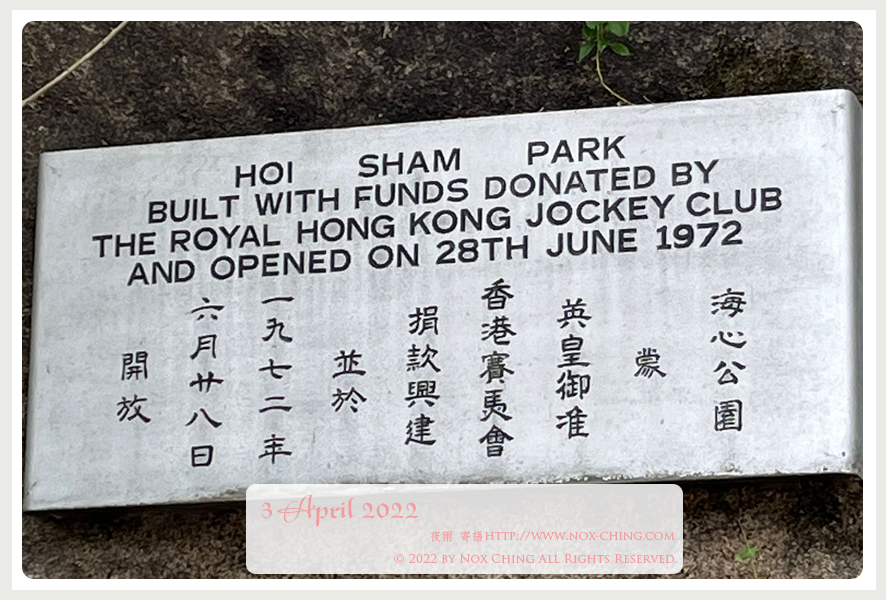 HOI SHAM PARK
BUILT WITH FUNDS DONATED BY
THE ROYAL HONG KONG JOCKEY CLUB
AND OPENED ON 28TH JUNE 1972
海心公園
蒙
英皇御准
香港賽馬會
捐款興建
並於
一九七二年
六月廿八日
開放
3 April 2022
夜雨 寄語HTTP://WWW.NOX-CHING.COM
© 2022 BY NOX CHING ALL RIGHTS RESERVED.